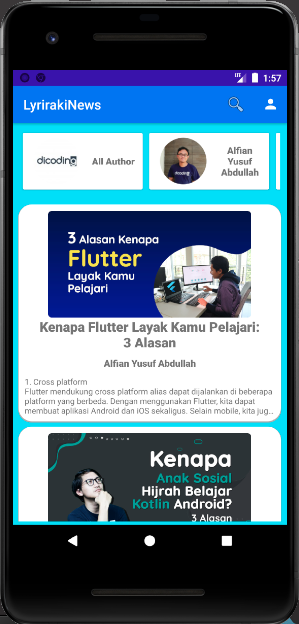 1:57
LyrirakiNews
dicoding
All Author
Alfian
Yusuf
Abdullah
3 Alasan Kenapa
Flutter
Layak Kamu
Pelajari
Kenapa Flutter Layak Kamu Pelajari:
3 Alasan
Alfian Yusuf Abdullah
1. Cross platform
Flutter mendukung cross platform alias dapat dijalankan di beberapa
platform yang berbeda. Dengan menggunakan Flutter, kita dapat
membuat aplikasi Android dan iOS sekaligus. Selain mobile, kita jug...
Kenapa
Anak Sosial
Hijrah Belajar
Kotlin Android?
3 Alasan